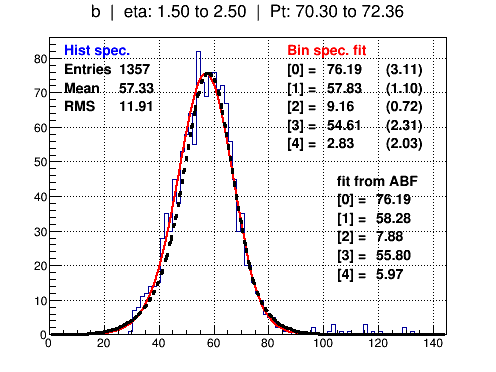 b | eta: 1.50 to 2.50 | Pt: 70.30 to 72.36
Hist spec.
Entries 1357
Mean 57.33
RMS 11.91
Bin spec. fit
[0] = 76.19 (3.11)
[1] = 57.83 (1.10)
[2] = 9.16 (0.72)
[3] = 54.61 (2.31)
[4] = 2.83 (2.03)
fit from ABF
[0] = 76.19
[1] = 58.28
[2] = 7.88
[3] = 55.80
[4] = 5.97
80
70
60
50
40
30
20
10
0
0 20 40 60 80 100 120 140